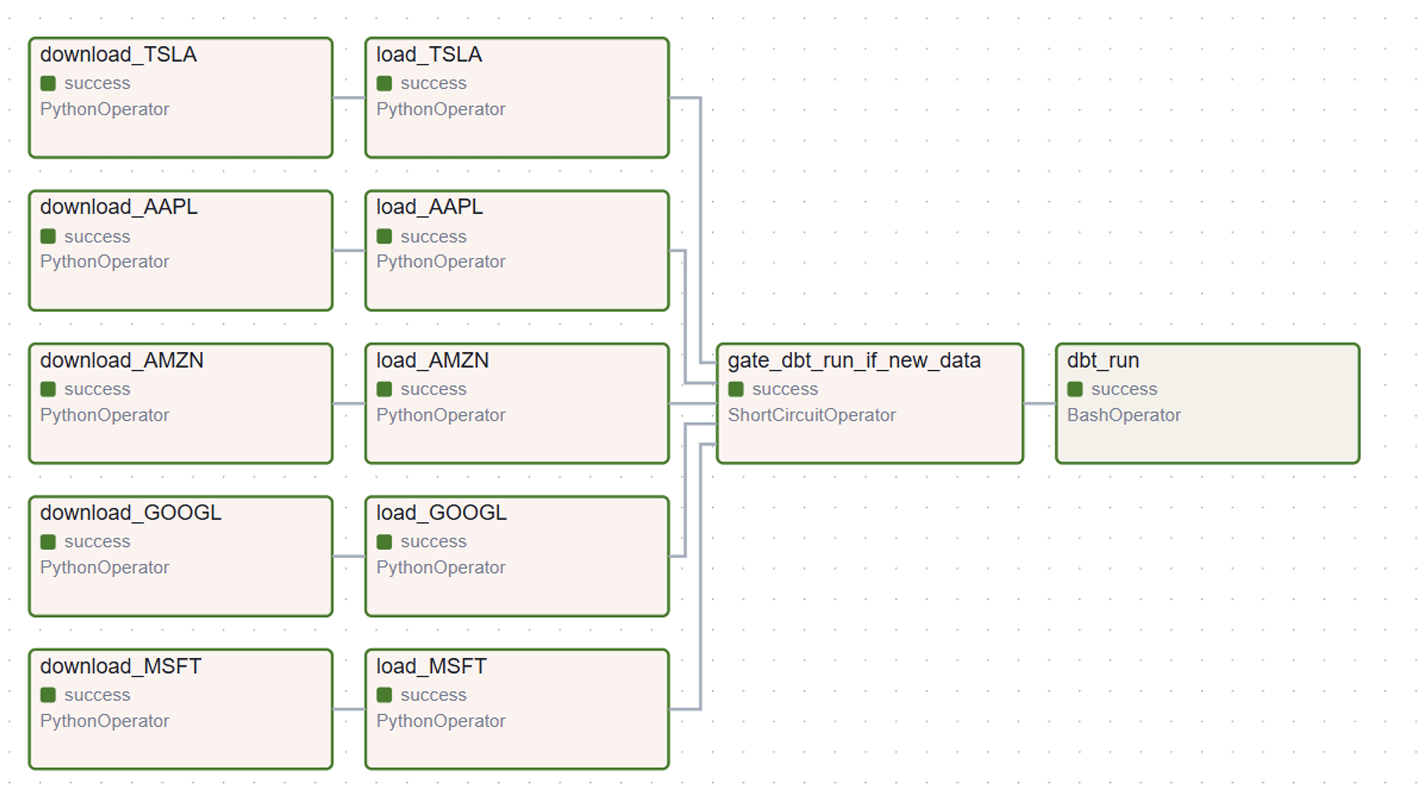 download_TSLA
success
PythonOperator
load_TSLA
success
PythonOperator
download_AAPL
success
PythonOperator
load_AAPL
success
PythonOperator
download_AMZN
success
PythonOperator
load_AMZN
success
PythonOperator
gate_dbt_run_if_new_data
success
ShortCircuitOperator
dbt_run
success
BashOperator
download_GOOGL
success
PythonOperator
load_GOOGL
success
PythonOperator
download_MSFT
success
PythonOperator
load_MSFT
success
PythonOperator